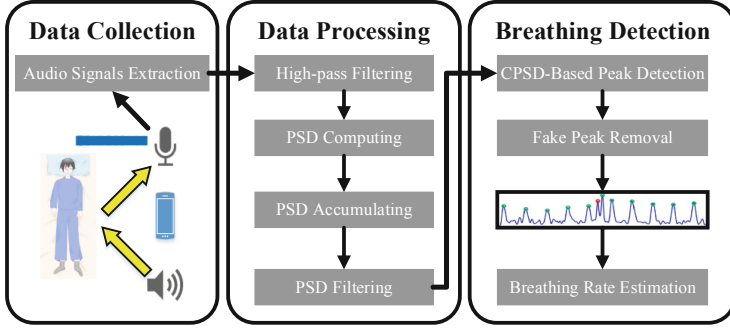 Data Collection
Audio Signals Extraction
Data Processing
High-pass Filtering
PSD Computing
PSD Accumulating
PSD Filtering
Breathing Detection
CPSD-Based Peak Detection
Fake Peak Removal
Breathing Rate Estimation